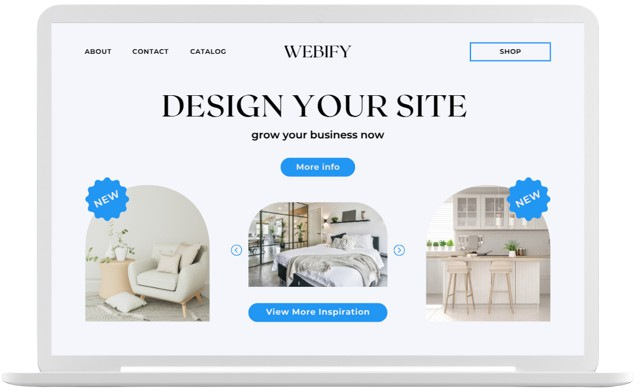 ABOUT
CONTACT
CATALOG
WEBIFY
SHOP
DESIGN YOUR SITE
grow your business now
More info
NEW
NEW
View More Inspiration